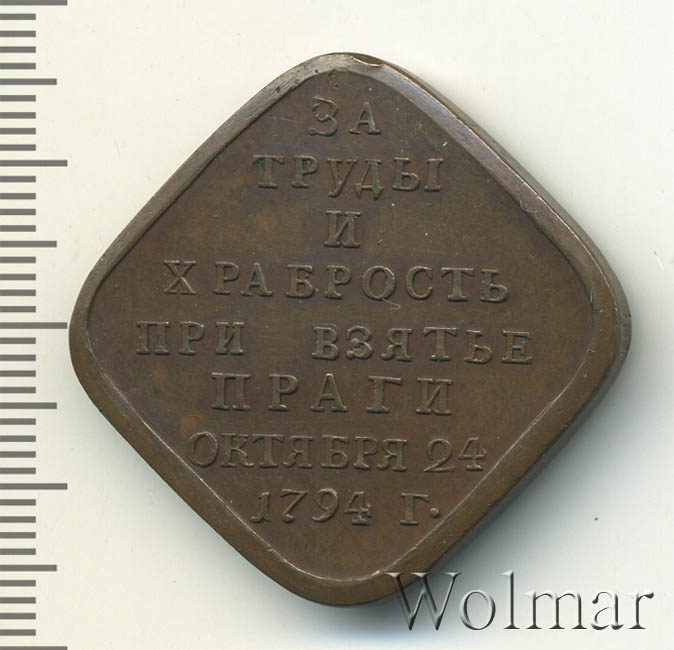 ЗА
ТРУДЫ
И
ХРАБРОСТЬ
ПРИ ВЗЯТЬЕ
ПРАГИ
ОКТЯБРЯ 24
1794 Г.
Wolmar